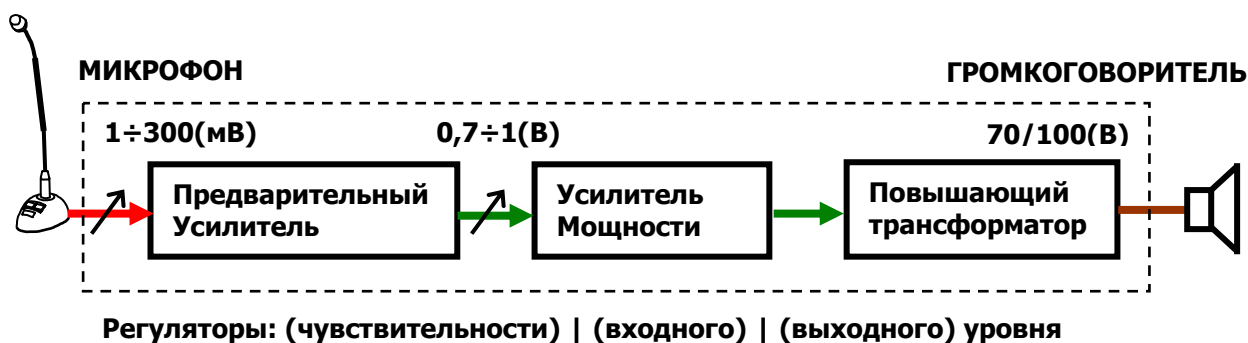 МИКРОФОН
ГРОМКОГОВОРИТЕЛЬ
1÷300(мВ)
0,7÷1(В)
70/100(В)
Предварительный
Усилитель
Усилитель
Мощности
Повышающий
трансформатор
Регуляторы: (чувствительности) | (входного) | (выходного) уровня